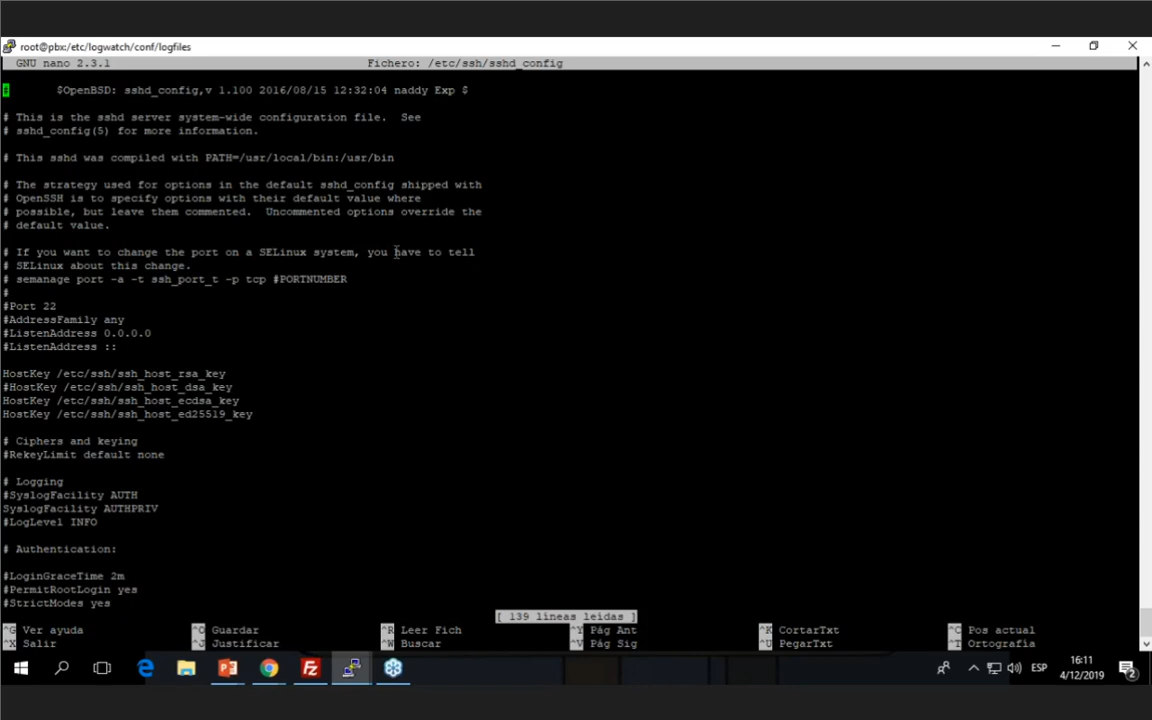 root@pbx:/etc/logwatch/conf/logfiles
GNU nano 2.3.1 Fichero: /etc/ssh/sshd_config
# $OpenBSD: sshd_config,v 1.100 2016/08/15 12:32:04 naddy Exp $
# This is the sshd server system-wide configuration file. See
# sshd_config(5) for more information.
# This sshd was compiled with PATH=/usr/local/bin:/usr/bin
# The strategy used for options in the default sshd_config shipped with
# OpenSSH is to specify options with their default value where
# possible, but leave them commented. Uncommented options override the
# default value.
# If you want to change the port on a SELinux system, you have to tell
# SELinux about this change.
# semanage port -a -t ssh_port_t -p tcp #PORTNUMBER
#
#Port 22
#AddressFamily any
#ListenAddress 0.0.0.0
#ListenAddress ::
HostKey /etc/ssh/ssh_host_rsa_key
#HostKey /etc/ssh/ssh_host_dsa_key
HostKey /etc/ssh/ssh_host_ecdsa_key
HostKey /etc/ssh/ssh_host_ed25519_key
# Ciphers and keying
#RekeyLimit default none
# Logging
#SyslogFacility AUTH
SyslogFacility AUTHPRIV
#LogLevel INFO
# Authentication:
#LoginGraceTime 2m
#PermitRootLogin yes
#StrictModes yes
[ 139 líneas leídas ]
^G Ver ayuda ^O Guardar ^R Leer Fich ^Y Pág Ant ^K CortarTxt ^C Pos actual
^X Salir ^J Justificar ^W Buscar ^V Pág Sig ^U PegarTxt ^T Ortografía
ESP
16:11
4/12/2019
2